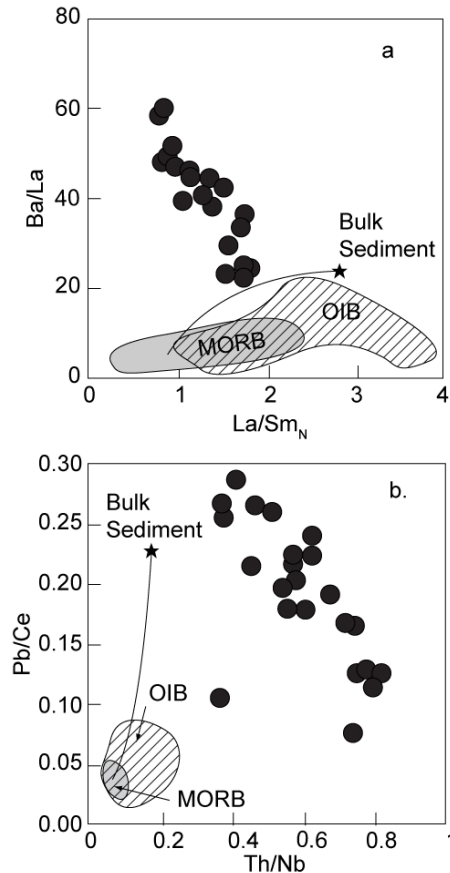 80
a
60
Ba/La
40
Bulk
Sediment
20
OIB
MORB
0
0 1 2 3 4
La/Sm_N
0.30
b.
Bulk
Sediment
0.25
0.20
Pb/Ce
0.15
0.10
OIB
0.05
MORB
0.00
0 0.2 0.4 0.6 0.8 1
Th/Nb